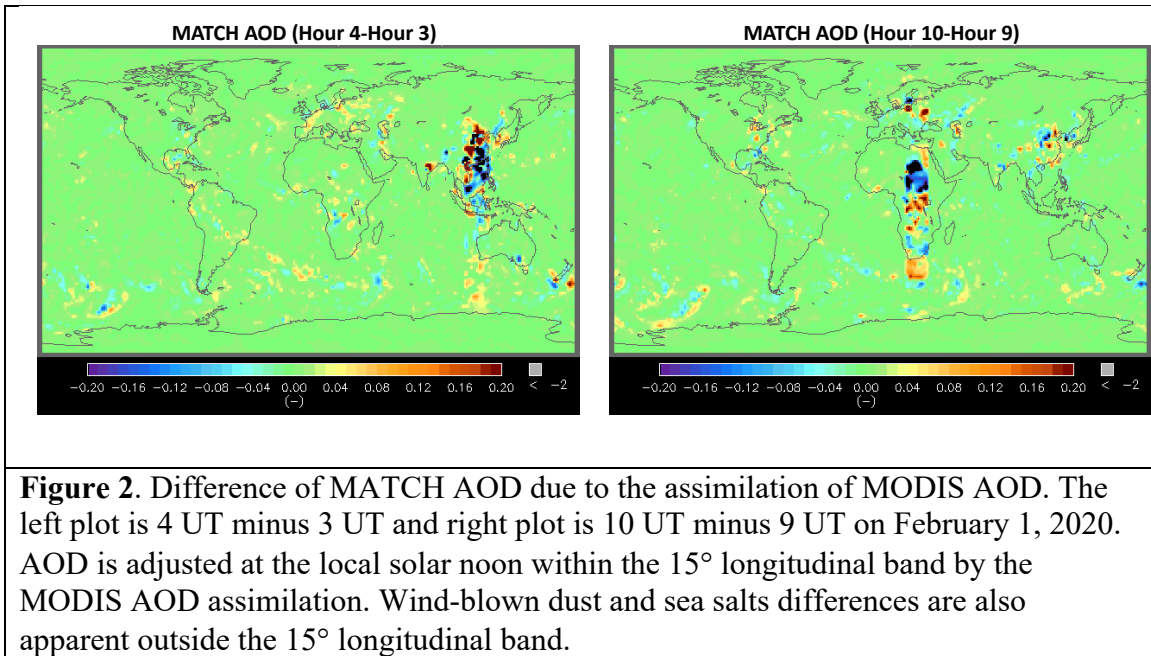 MATCH AOD (Hour 4-Hour 3)
MATCH AOD (Hour 10-Hour 9)
−0.20 −0.16 −0.12 −0.08 −0.04 0.00 0.04 0.08 0.12 0.16 0.20 < −2
(−)
−0.20 −0.16 −0.12 −0.08 −0.04 0.00 0.04 0.08 0.12 0.16 0.20 < −2
(−)
Figure 2. Difference of MATCH AOD due to the assimilation of MODIS AOD. The
left plot is 4 UT minus 3 UT and right plot is 10 UT minus 9 UT on February 1, 2020.
AOD is adjusted at the local solar noon within the 15° longitudinal band by the
MODIS AOD assimilation. Wind-blown dust and sea salts differences are also
apparent outside the 15° longitudinal band.